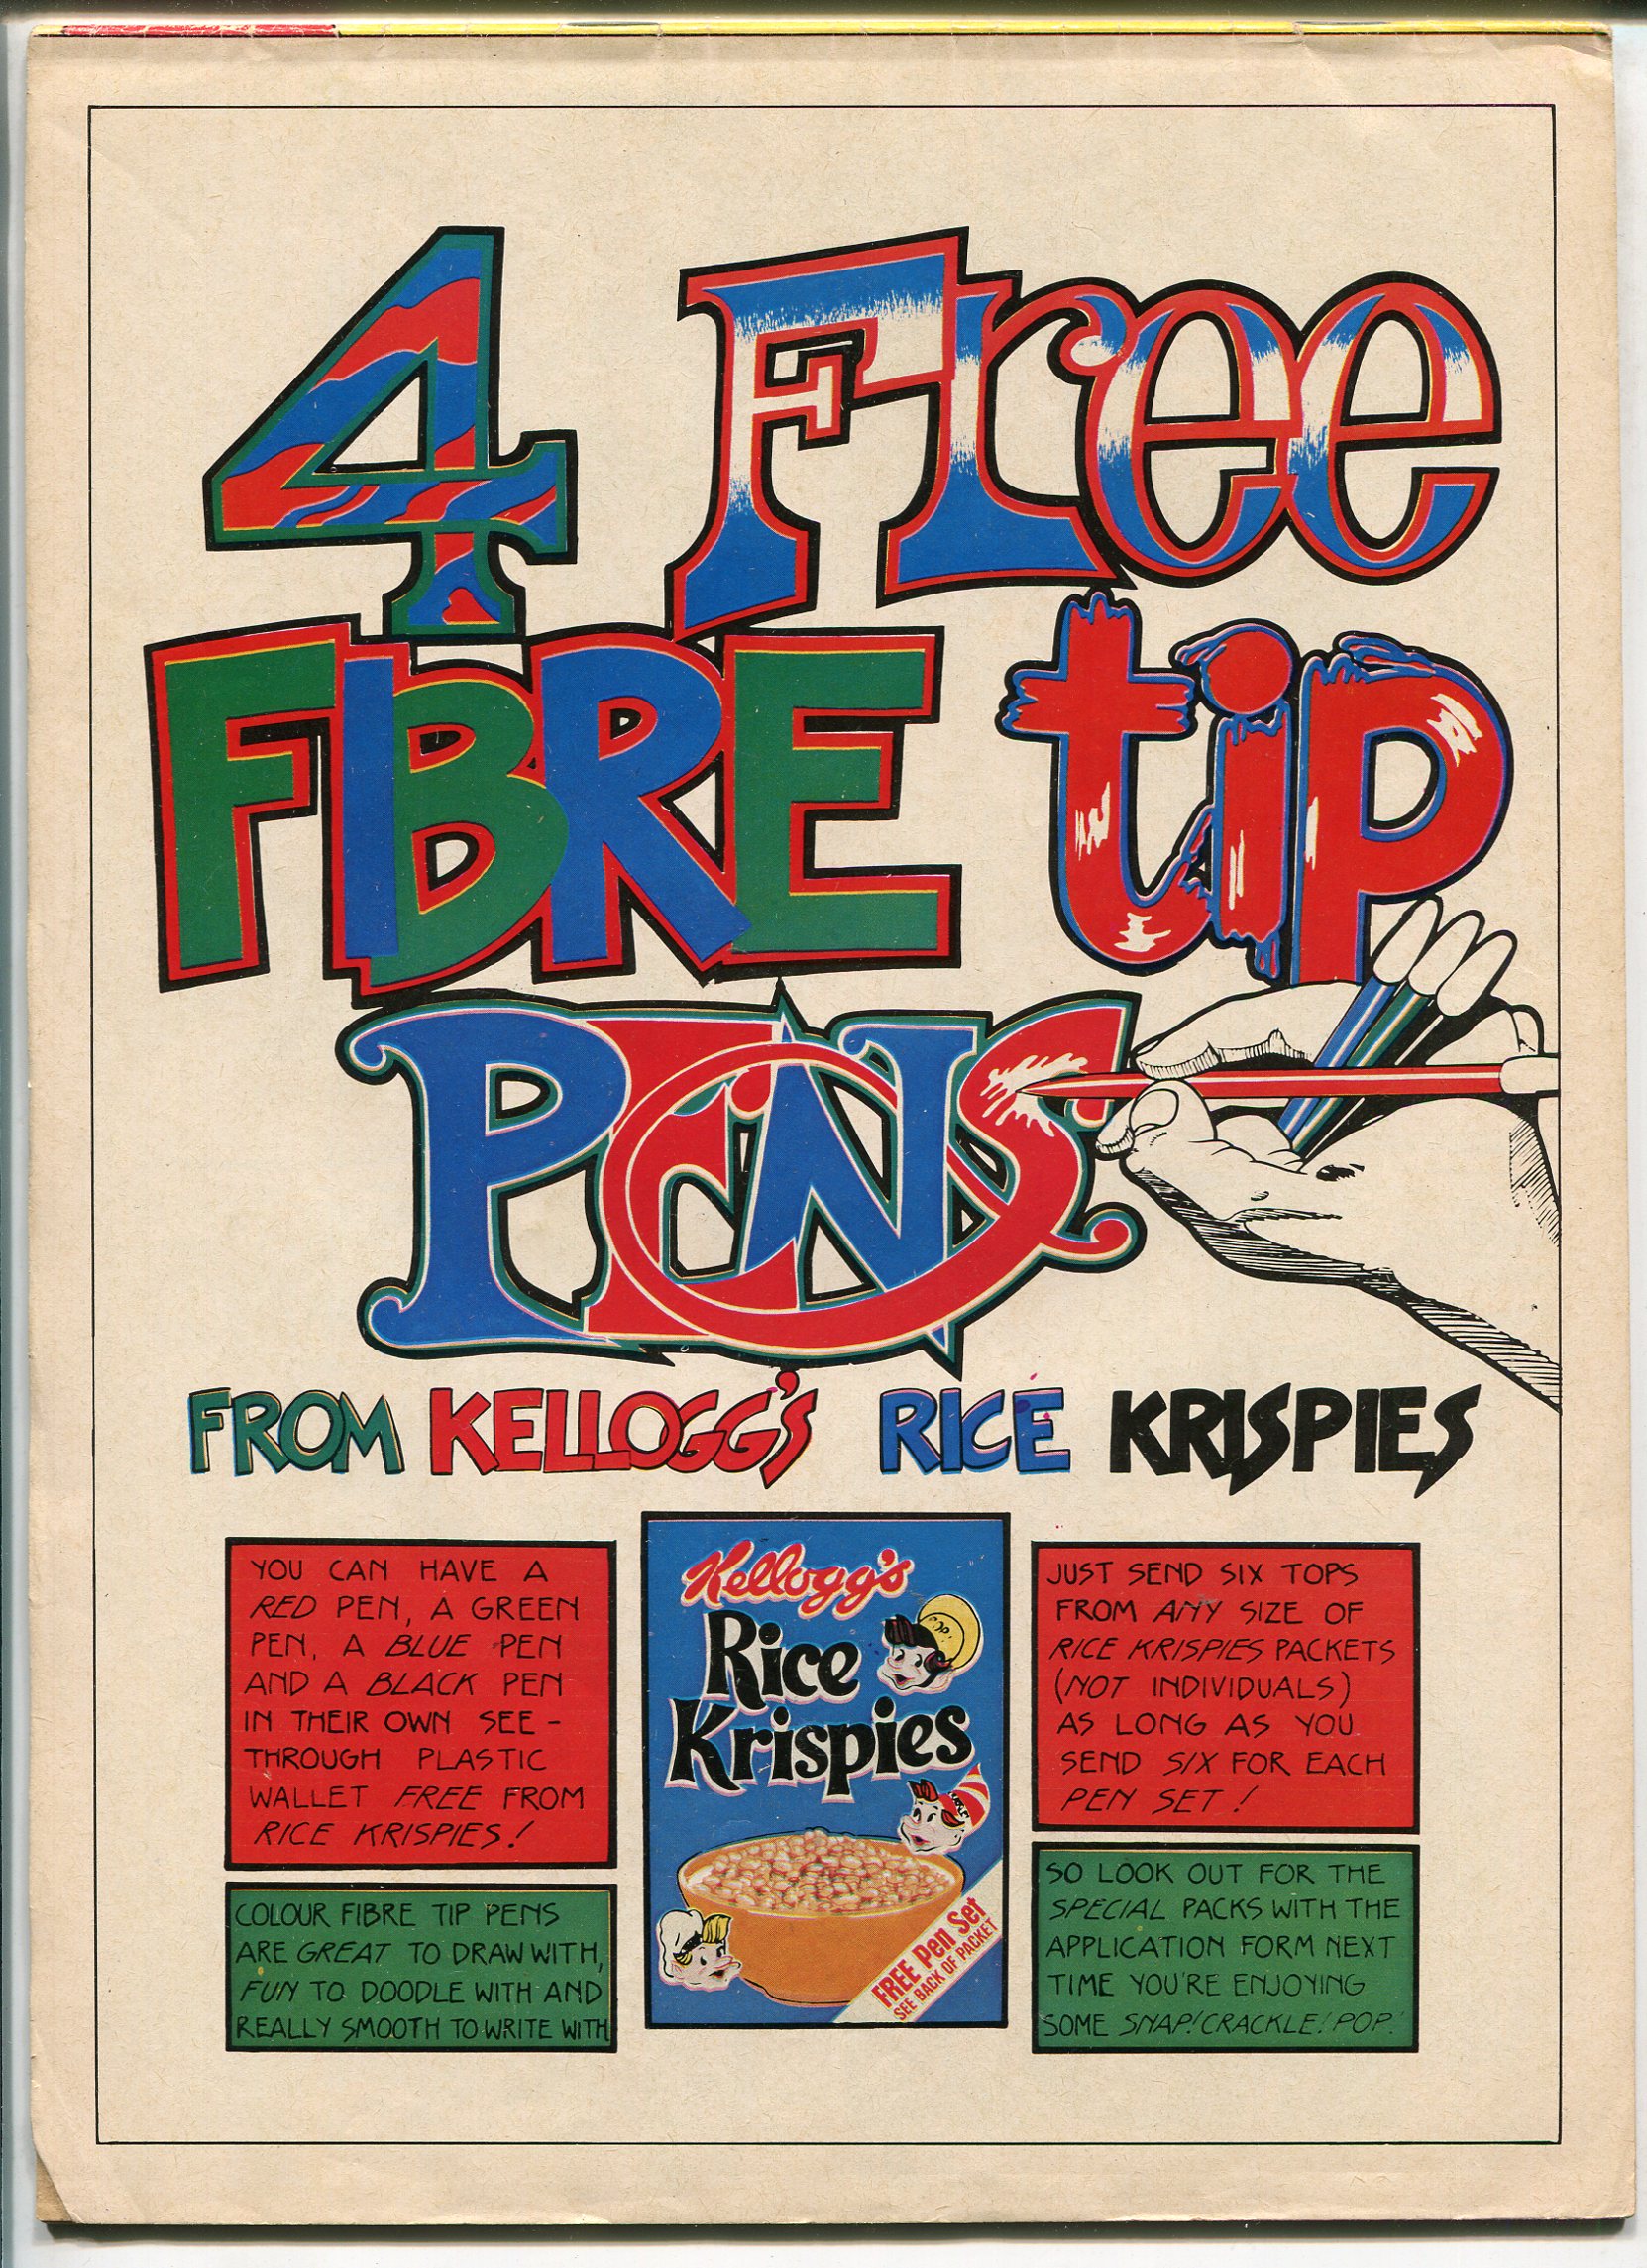 4 Free
FIBRE tip
PENS
FROM KELLOGG'S RICE KRISPIES
YOU CAN HAVE A
RED PEN, A GREEN
PEN, A BLUE PEN
AND A BLACK PEN
IN THEIR OWN SEE-
THROUGH PLASTIC
WALLET FREE FROM
RICE KRISPIES!
COLOUR FIBRE TIP PENS
ARE GREAT TO DRAW WITH,
FUN TO DOODLE WITH AND
REALLY SMOOTH TO WRITE WITH
Kellogg's
Rice
Krispies
FREE Pen Set
SEE BACK OF PACKET
JUST SEND SIX TOPS
FROM ANY SIZE OF
RICE KRISPIES PACKETS
(NOT INDIVIDUALS)
AS LONG AS YOU
SEND SIX FOR EACH
PEN SET!
SO LOOK OUT FOR THE
SPECIAL PACKS WITH THE
APPLICATION FORM NEXT
TIME YOU'RE ENJOYING
SOME SNAP! CRACKLE! POP!